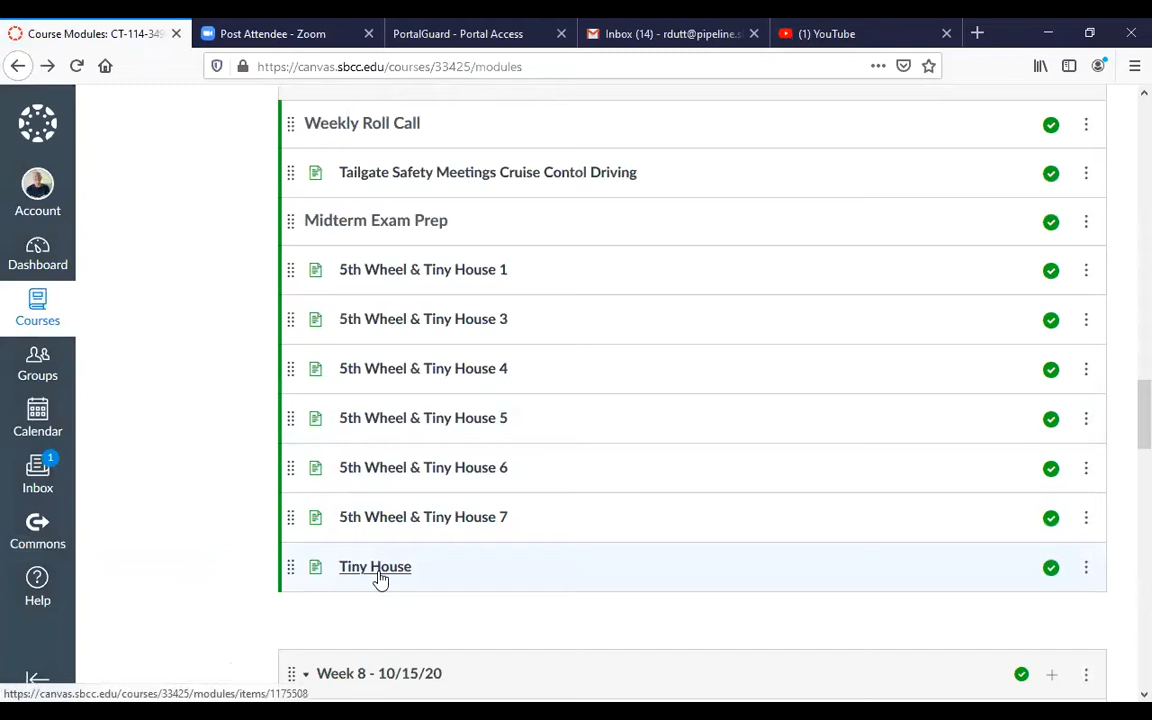 Course Modules: CT-114-349
Post Attendee - Zoom
PortalGuard - Portal Access
Inbox (14) - rdutt@pipeline.s
(1) YouTube
https://canvas.sbcc.edu/courses/33425/modules
Account
Dashboard
Courses
Groups
Calendar
1
Inbox
Commons
Help
Weekly Roll Call
Tailgate Safety Meetings Cruise Contol Driving
Midterm Exam Prep
5th Wheel & Tiny House 1
5th Wheel & Tiny House 3
5th Wheel & Tiny House 4
5th Wheel & Tiny House 5
5th Wheel & Tiny House 6
5th Wheel & Tiny House 7
Tiny House
Week 8 - 10/15/20
https://canvas.sbcc.edu/courses/33425/modules/items/1175508